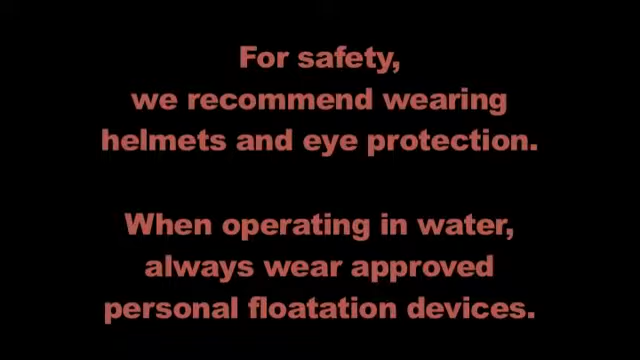 For safety,
we recommend wearing
helmets and eye protection.
When operating in water,
always wear approved
personal floatation devices.